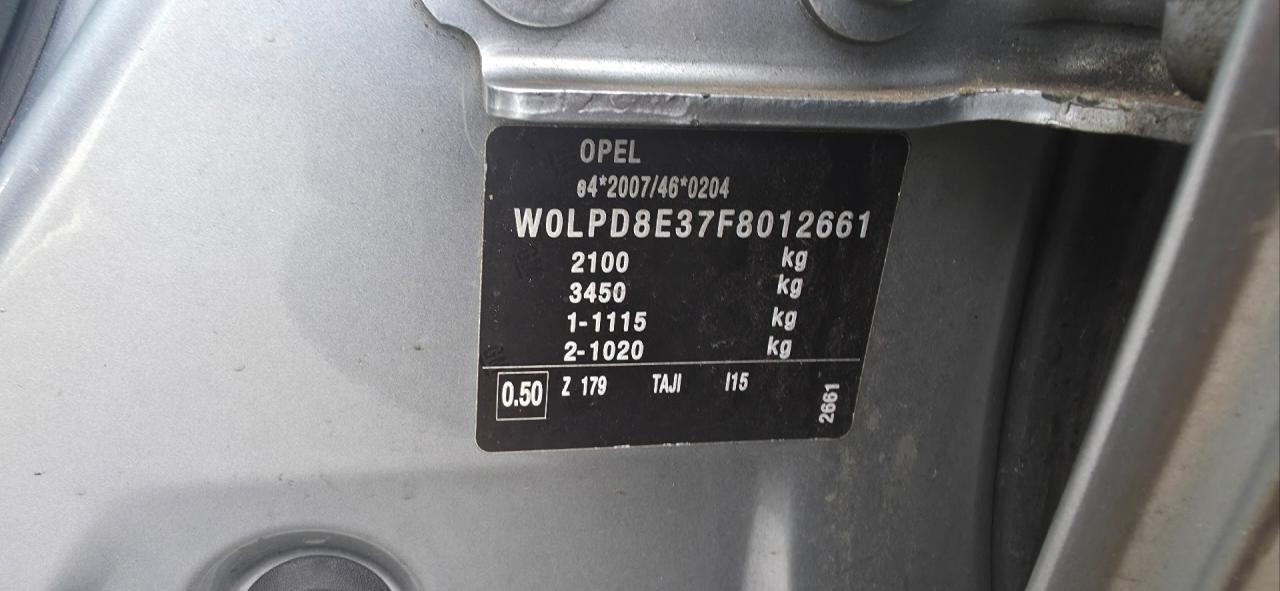 OPEL
e4*2007/46*0204
W0LPD8E37F8012661
2100 kg
3450 kg
1-1115 kg
2-1020 kg
0.50 Z 179 TAJI I15
2661